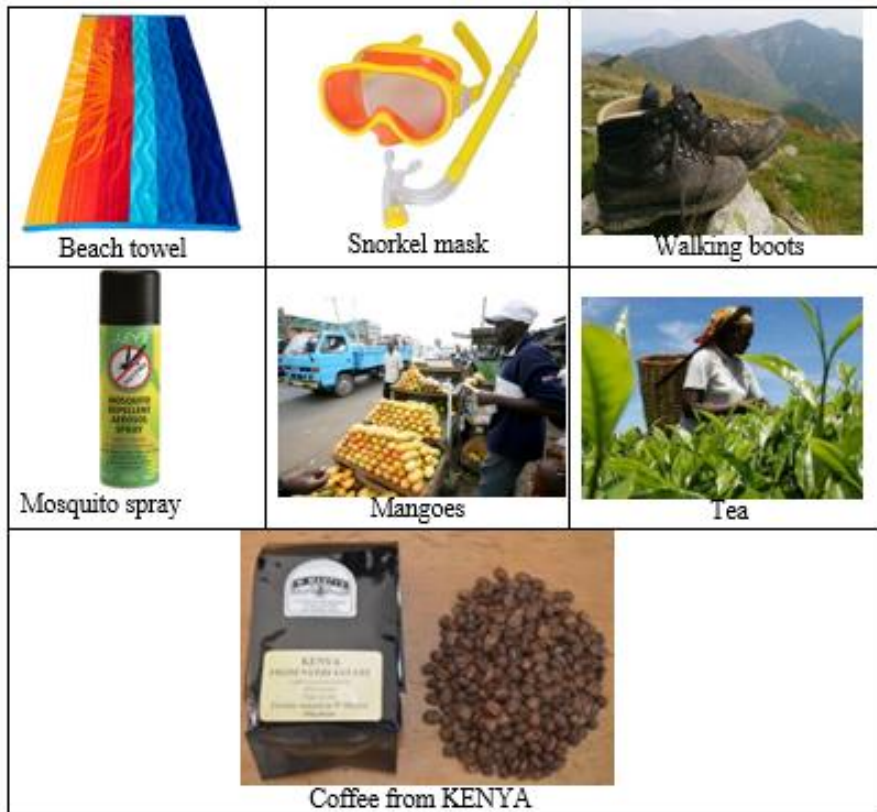 Beach towel
Snorkel mask
Walking boots
Mosquito spray
Mangoes
Tea
MOSQUITO
REPELLENT
AEROSOL
SPRAY
KENYA
Coffee from KENYA